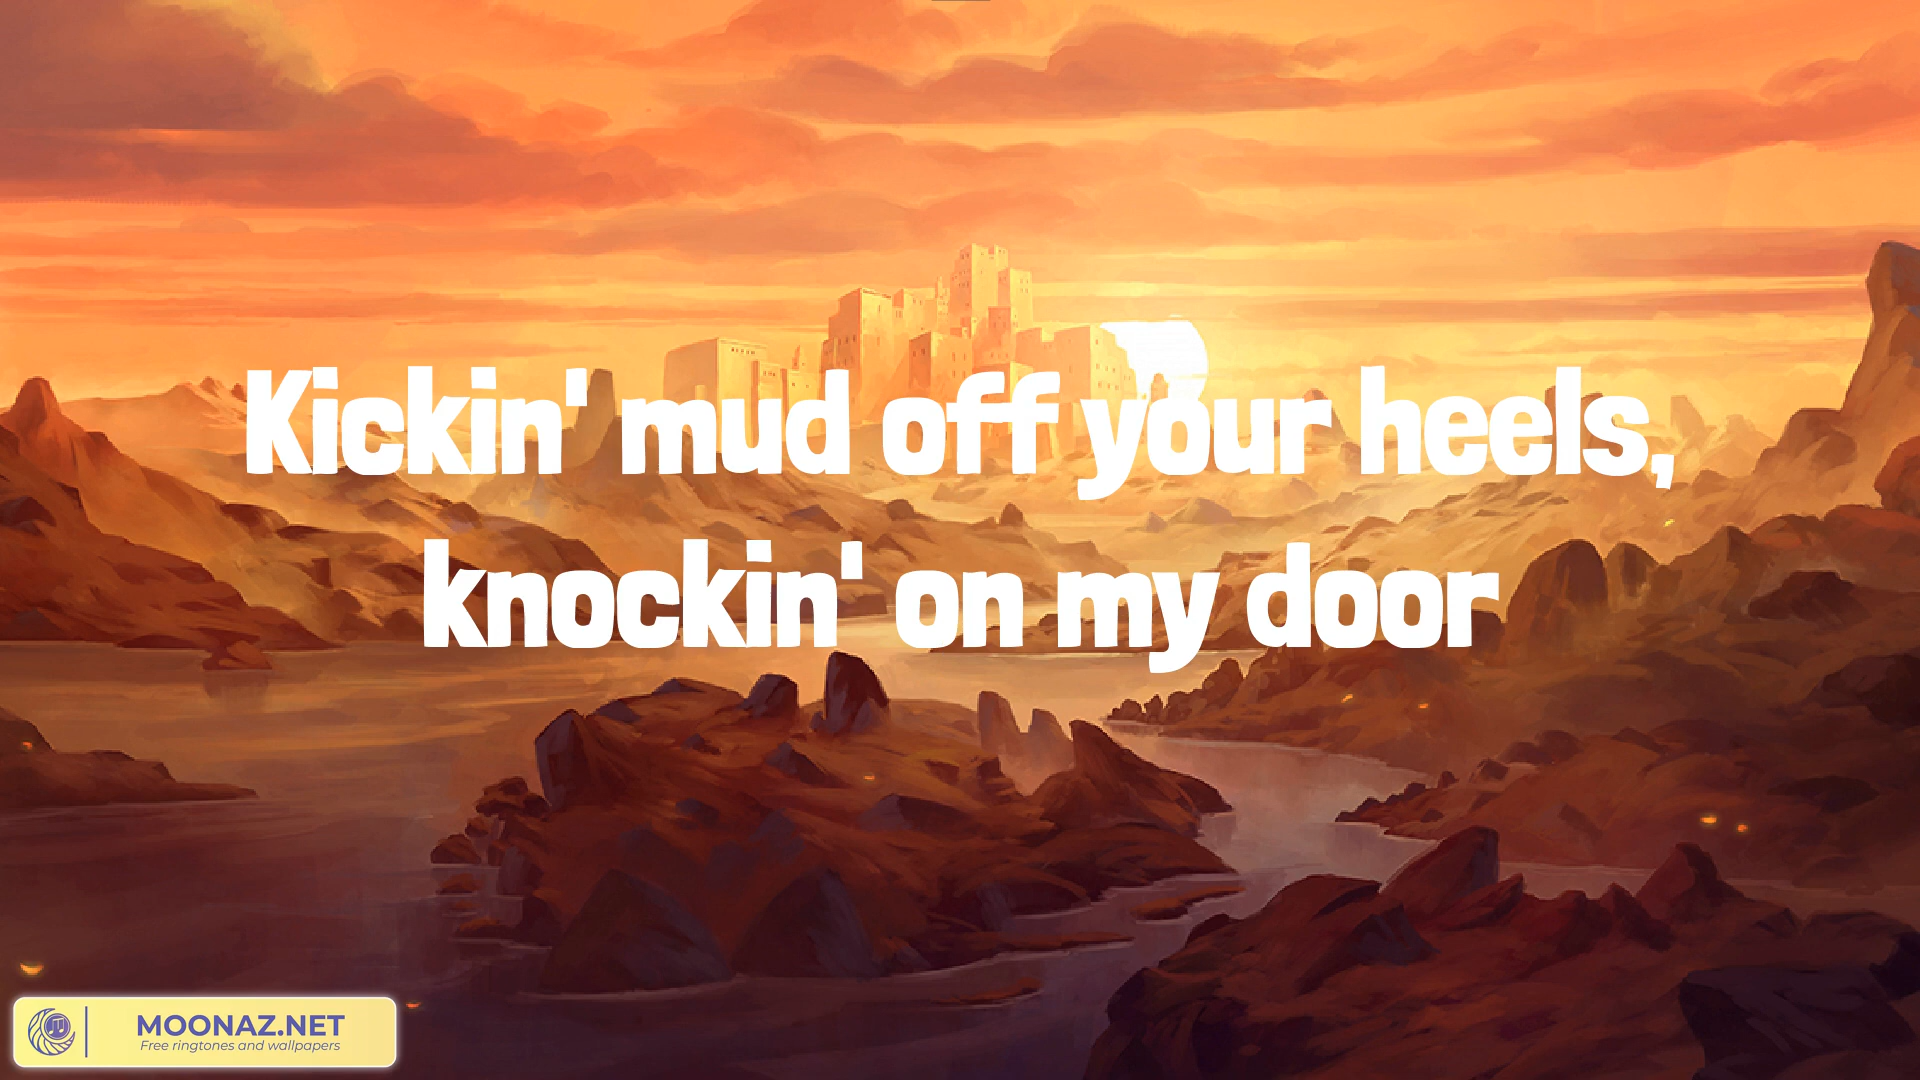 Kickin' mud off your heels,
knockin' on my door
MOONAZ.NET
Free ringtones and wallpapers